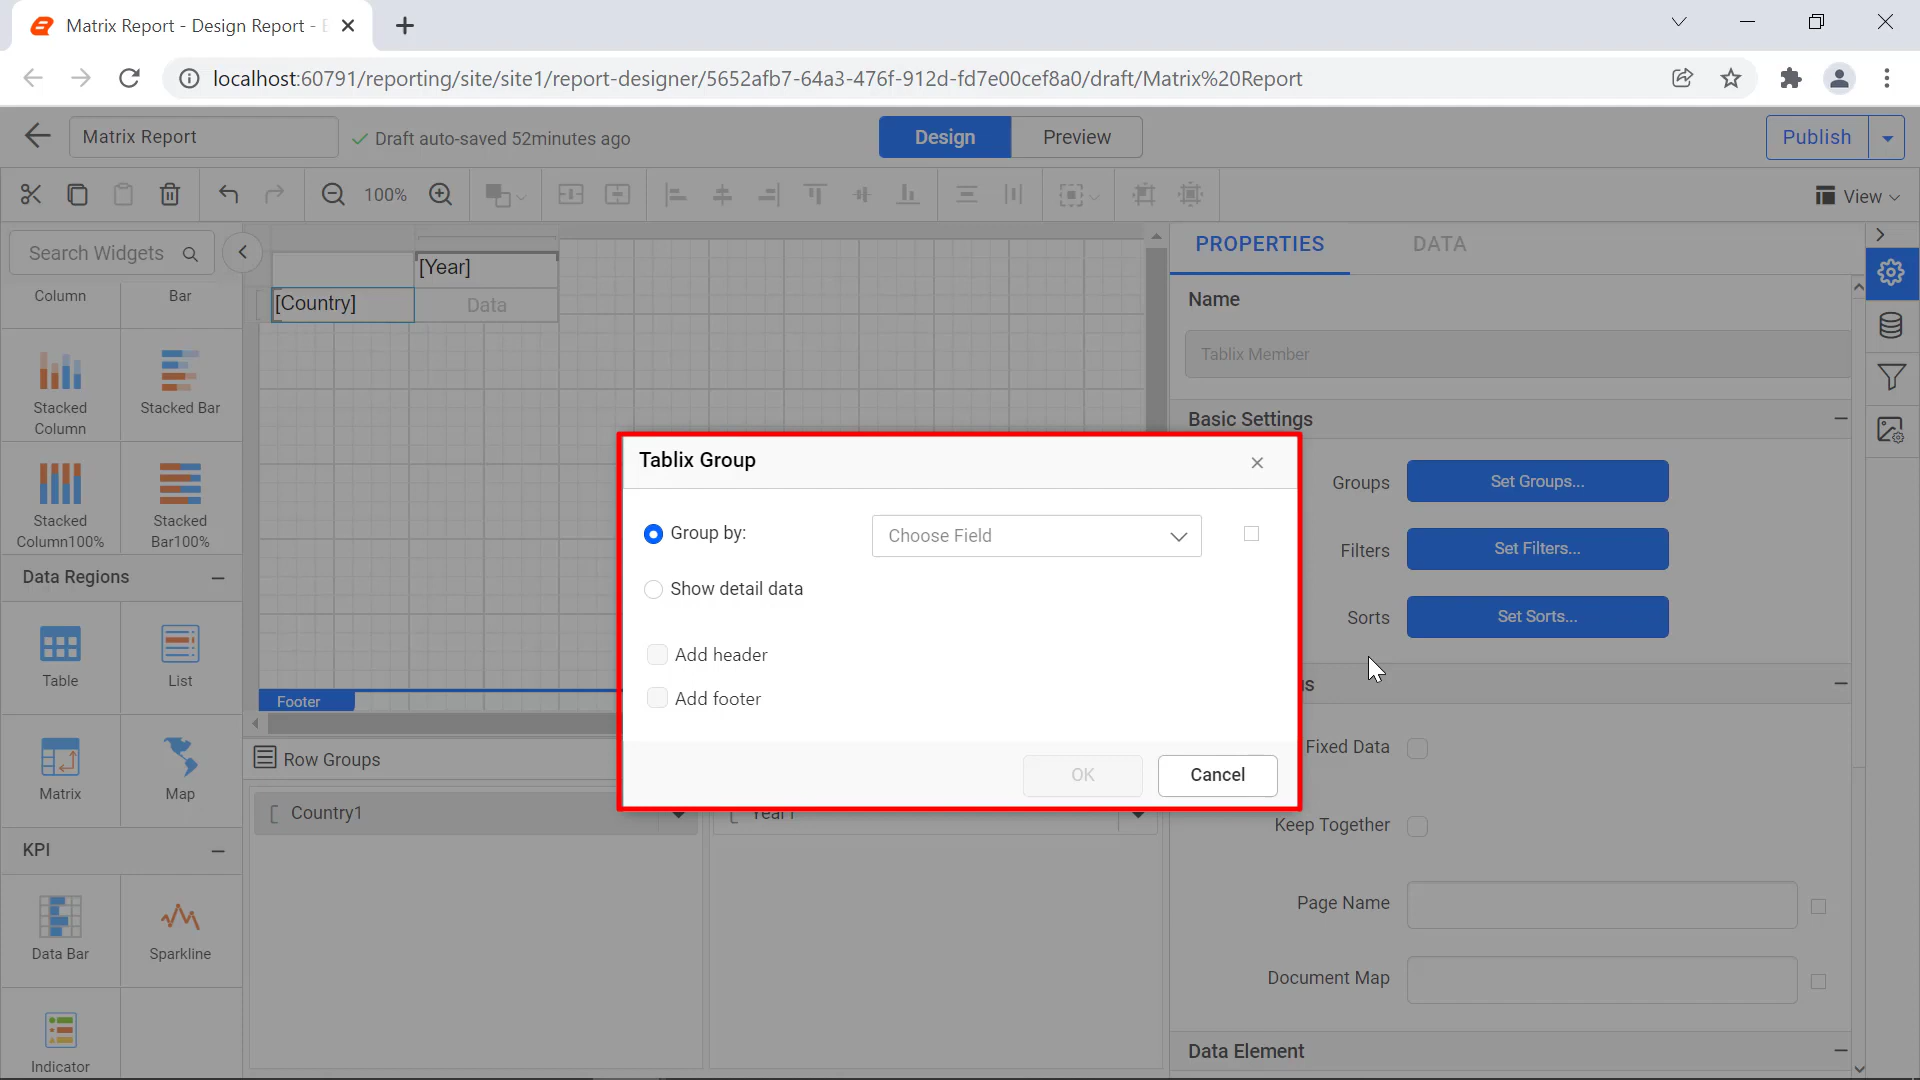 Matrix Report - Design Report -
localhost:60791/reporting/site/site1/report-designer/5652afb7-64a3-476f-912d-fd7e00cef8a0/draft/Matrix%20Report
Matrix Report
Draft auto-saved 52minutes ago
Design
Preview
Publish
100%
View
Search Widgets
Column
Bar
Stacked
Column
Stacked Bar
Stacked
Column100%
Stacked
Bar100%
Data Regions
Table
List
Matrix
Map
KPI
Data Bar
Sparkline
Indicator
[Year]
[Country]
Data
Footer
Row Groups
Country1
Year1
Tablix Group
Group by:
Choose Field
Show detail data
Add header
Add footer
OK
Cancel
PROPERTIES
DATA
Name
Tablix Member
Basic Settings
Groups
Set Groups...
Filters
Set Filters...
Sorts
Set Sorts...
Fixed Data
Keep Together
Page Name
Document Map
Data Element